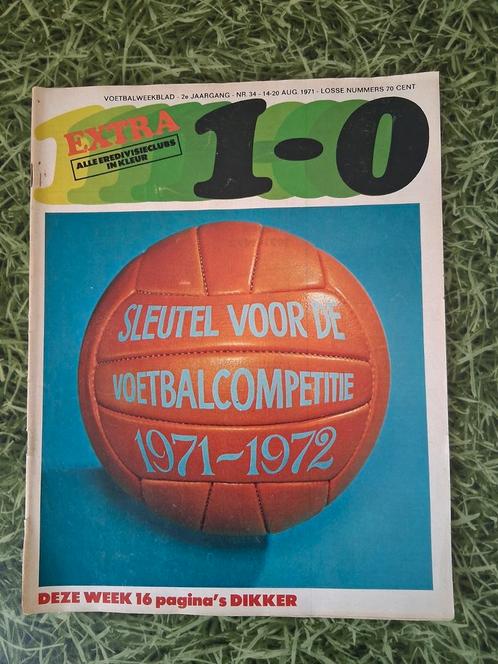 VOETBALWEEKBLAD - 2e JAARGANG - NR. 34 - 14-20 AUG. 1971 - LOSSE NUMMERS 70 CENT
EXTRA
ALLE EREDIVISIECLUBS
IN KLEUR
1-0
SLEUTEL VOOR DE
VOETBALCOMPETITIE
1971-1972
DEZE WEEK 16 pagina's DIKKER